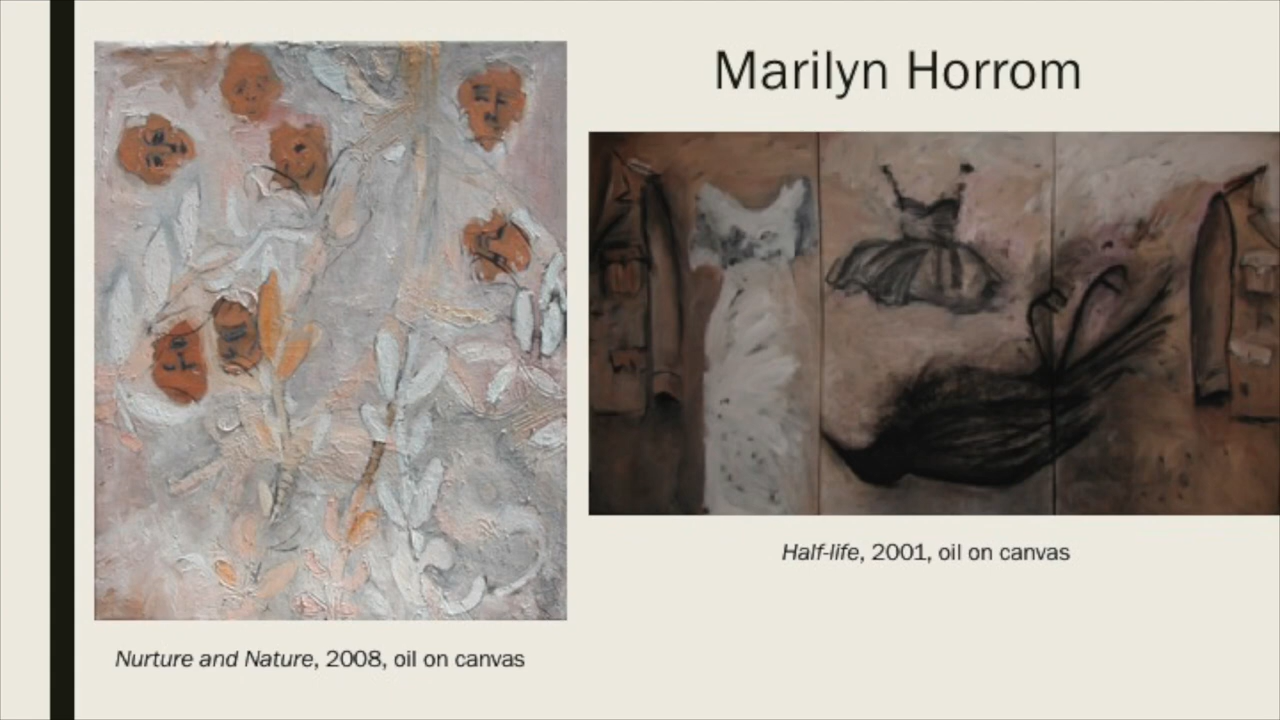 Marilyn Horrom
Half-life, 2001, oil on canvas
Nurture and Nature, 2008, oil on canvas